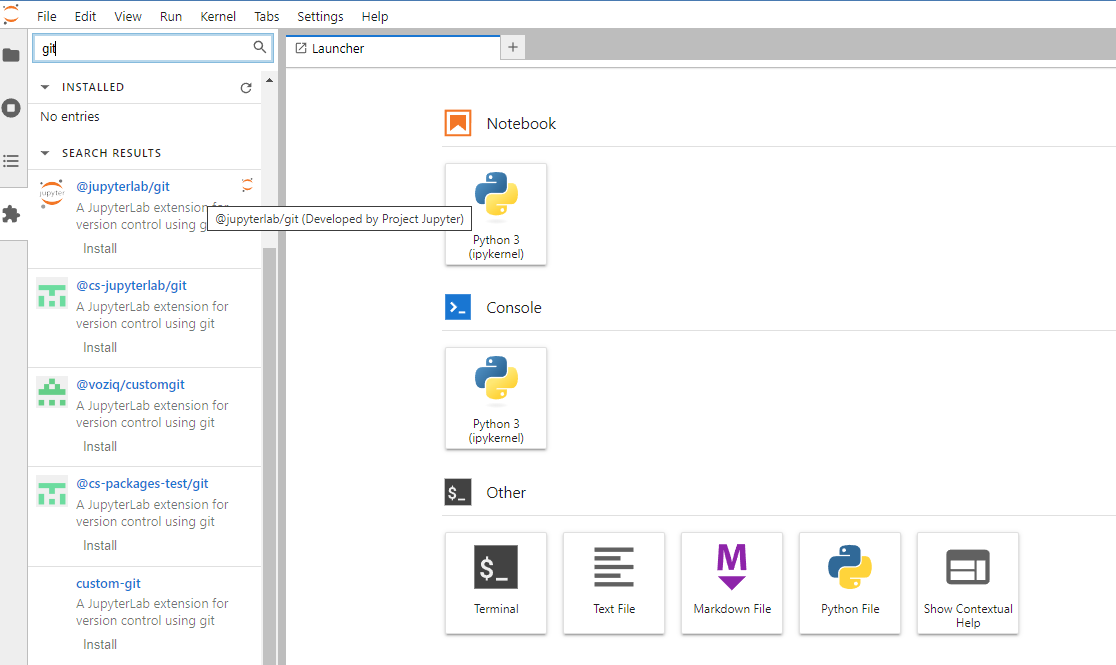 File Edit View Run Kernel Tabs Settings Help
git
INSTALLED
No entries
SEARCH RESULTS
jupyter
@jupyterlab/git
A JupyterLab extension for
version control using g
Install
@jupyterlab/git (Developed by Project Jupyter)
@cs-jupyterlab/git
A JupyterLab extension for
version control using git
Install
@voziq/customgit
A JupyterLab extension for
version control using git
Install
@cs-packages-test/git
A JupyterLab extension for
version control using git
Install
custom-git
A JupyterLab extension for
version control using git
Install
Launcher
Notebook
Python 3
(ipykernel)
Console
Python 3
(ipykernel)
$_
Other
$_
Terminal
Text File
M
Markdown File
Python File
Show Contextual
Help